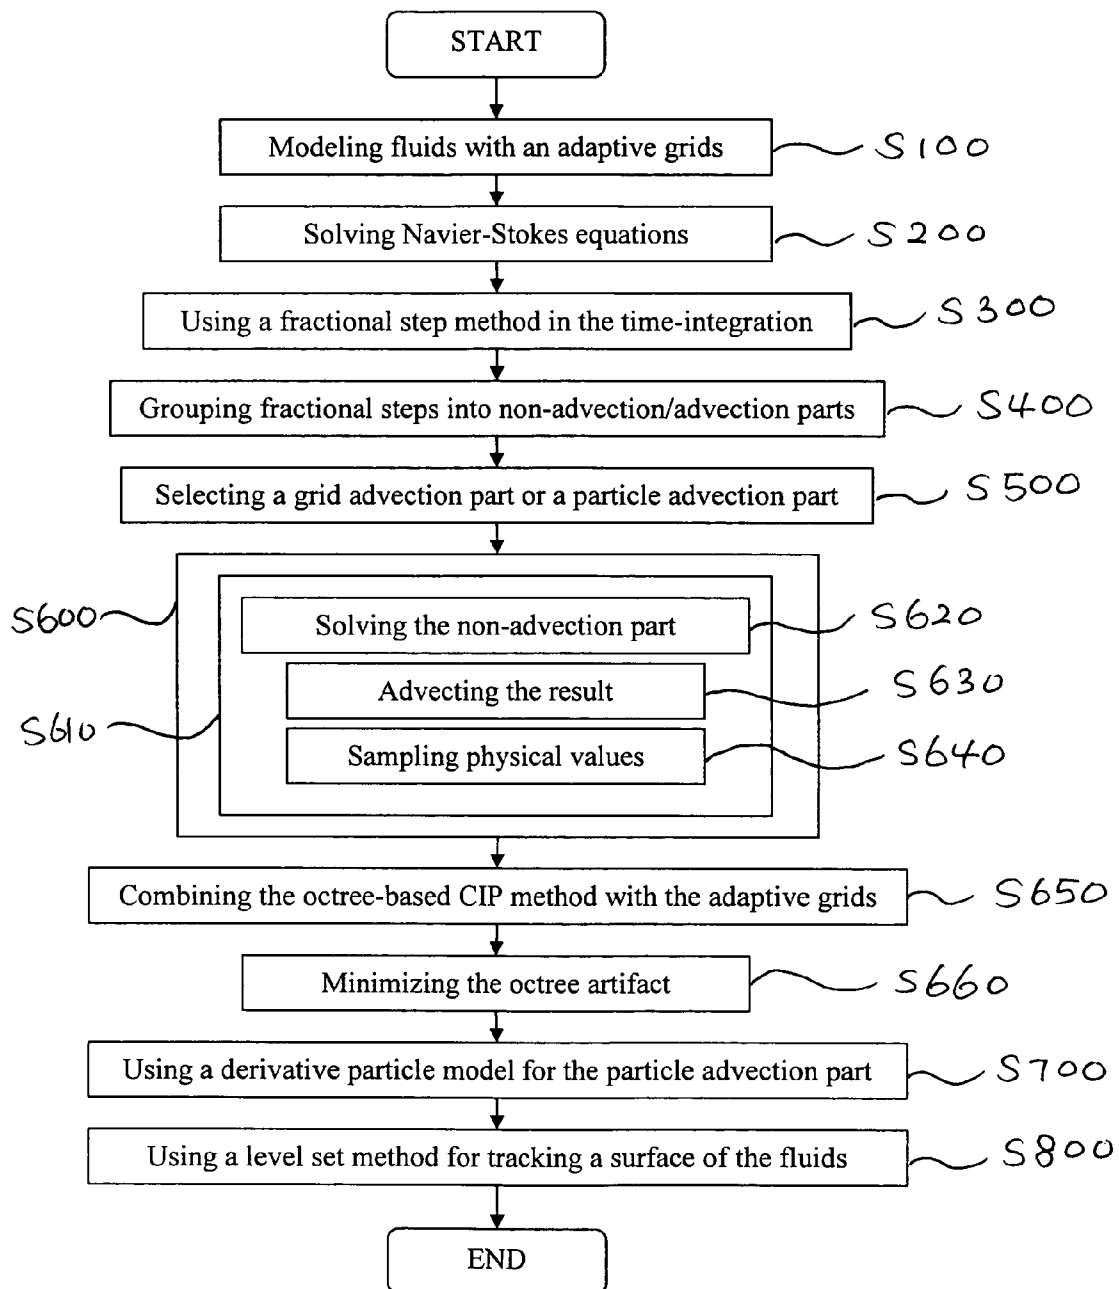 START
Modeling fluids with an adaptive grids
S100
Solving Navier-Stokes equations
S200
Using a fractional step method in the time-integration
S300
Grouping fractional steps into non-advection/advection parts
S400
Selecting a grid advection part or a particle advection part
S500
S600
Solving the non-advection part
S620
Advecting the result
S630
S610
Sampling physical values
S640
Combining the octree-based CIP method with the adaptive grids
S650
Minimizing the octree artifact
S660
Using a derivative particle model for the particle advection part
S700
Using a level set method for tracking a surface of the fluids
S800
END